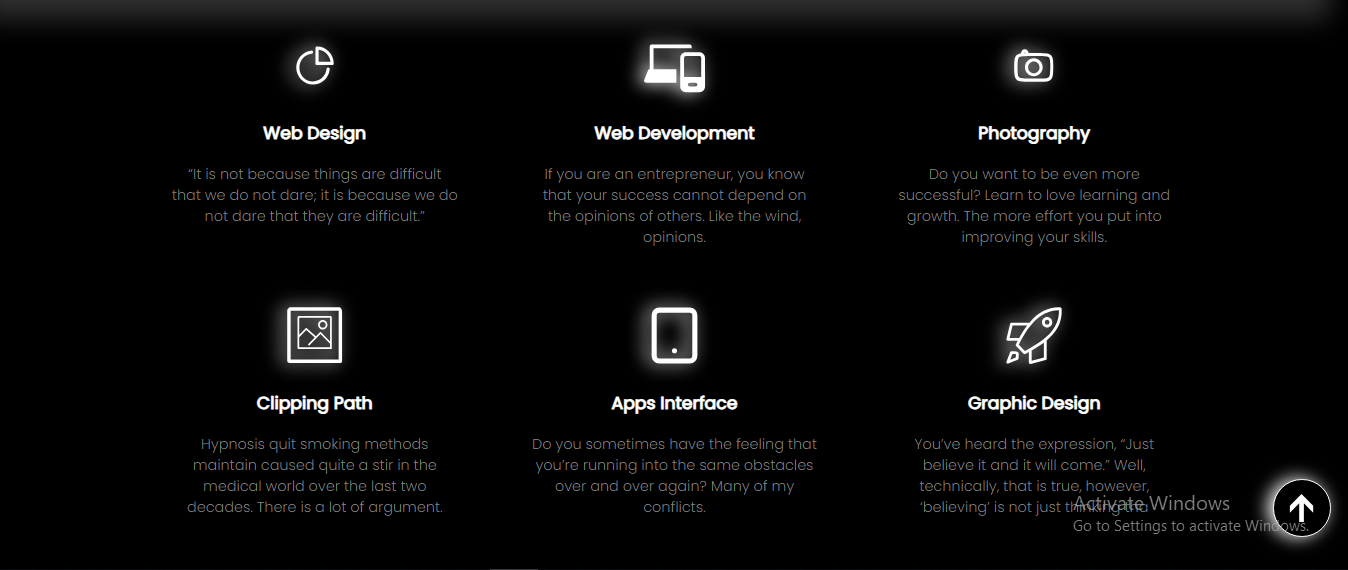 Web Design
“It is not because things are difficult
that we do not dare; it is because we do
not dare that they are difficult.”
Web Development
If you are an entrepreneur, you know
that your success cannot depend on
the opinions of others. Like the wind,
opinions.
Photography
Do you want to be even more
successful? Learn to love learning and
growth. The more effort you put into
improving your skills.
Clipping Path
Hypnosis quit smoking methods
maintain caused quite a stir in the
medical world over the last two
decades. There is a lot of argument.
Apps Interface
Do you sometimes have the feeling that
you’re running into the same obstacles
over and over again? Many of my
conflicts.
Graphic Design
You’ve heard the expression, “Just
believe it and it will come.” Well,
technically, that is true, however,
‘believing’ is not just thinking tha
Activate Windows
Go to Settings to activate Windows.